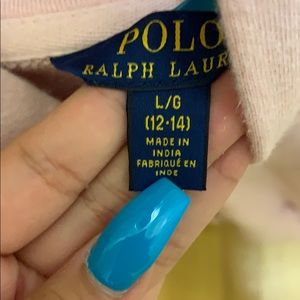 POLO
RALPH LAUR
L/G
(12-14)
MADE IN
INDIA
FABRIQUÉ EN
INDE